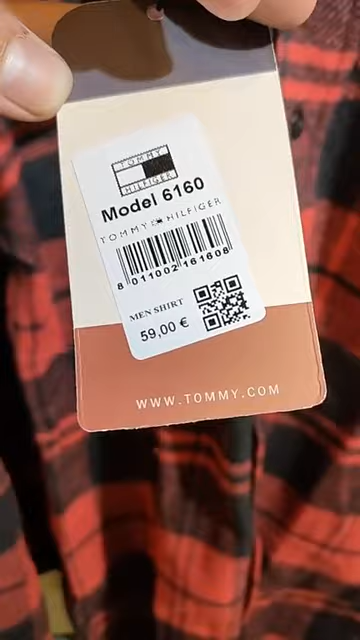 TOMMY
HILFIGER
Model 6160
TOMMY HILFIGER
8 011002 161608
MEN SHIRT
59,00 €
WWW.TOMMY.COM